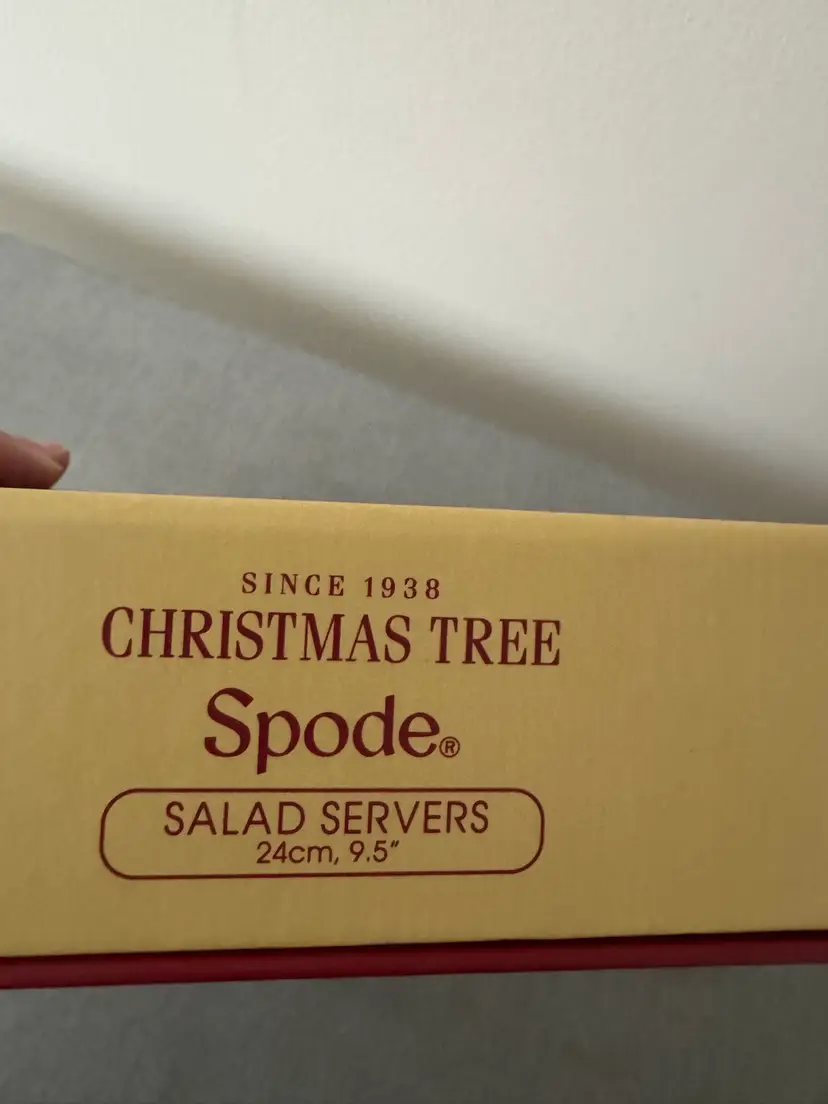 SINCE 1938
CHRISTMAS TREE
Spode®
SALAD SERVERS
24cm, 9.5"